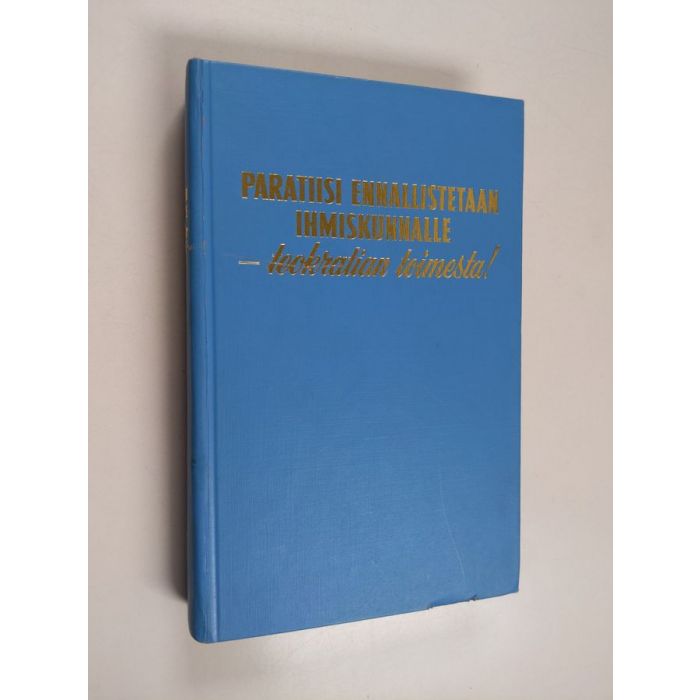 PARATIISI ENNALLISTETAAN
IHMISKUNNALLE
— teokratian toimesta!